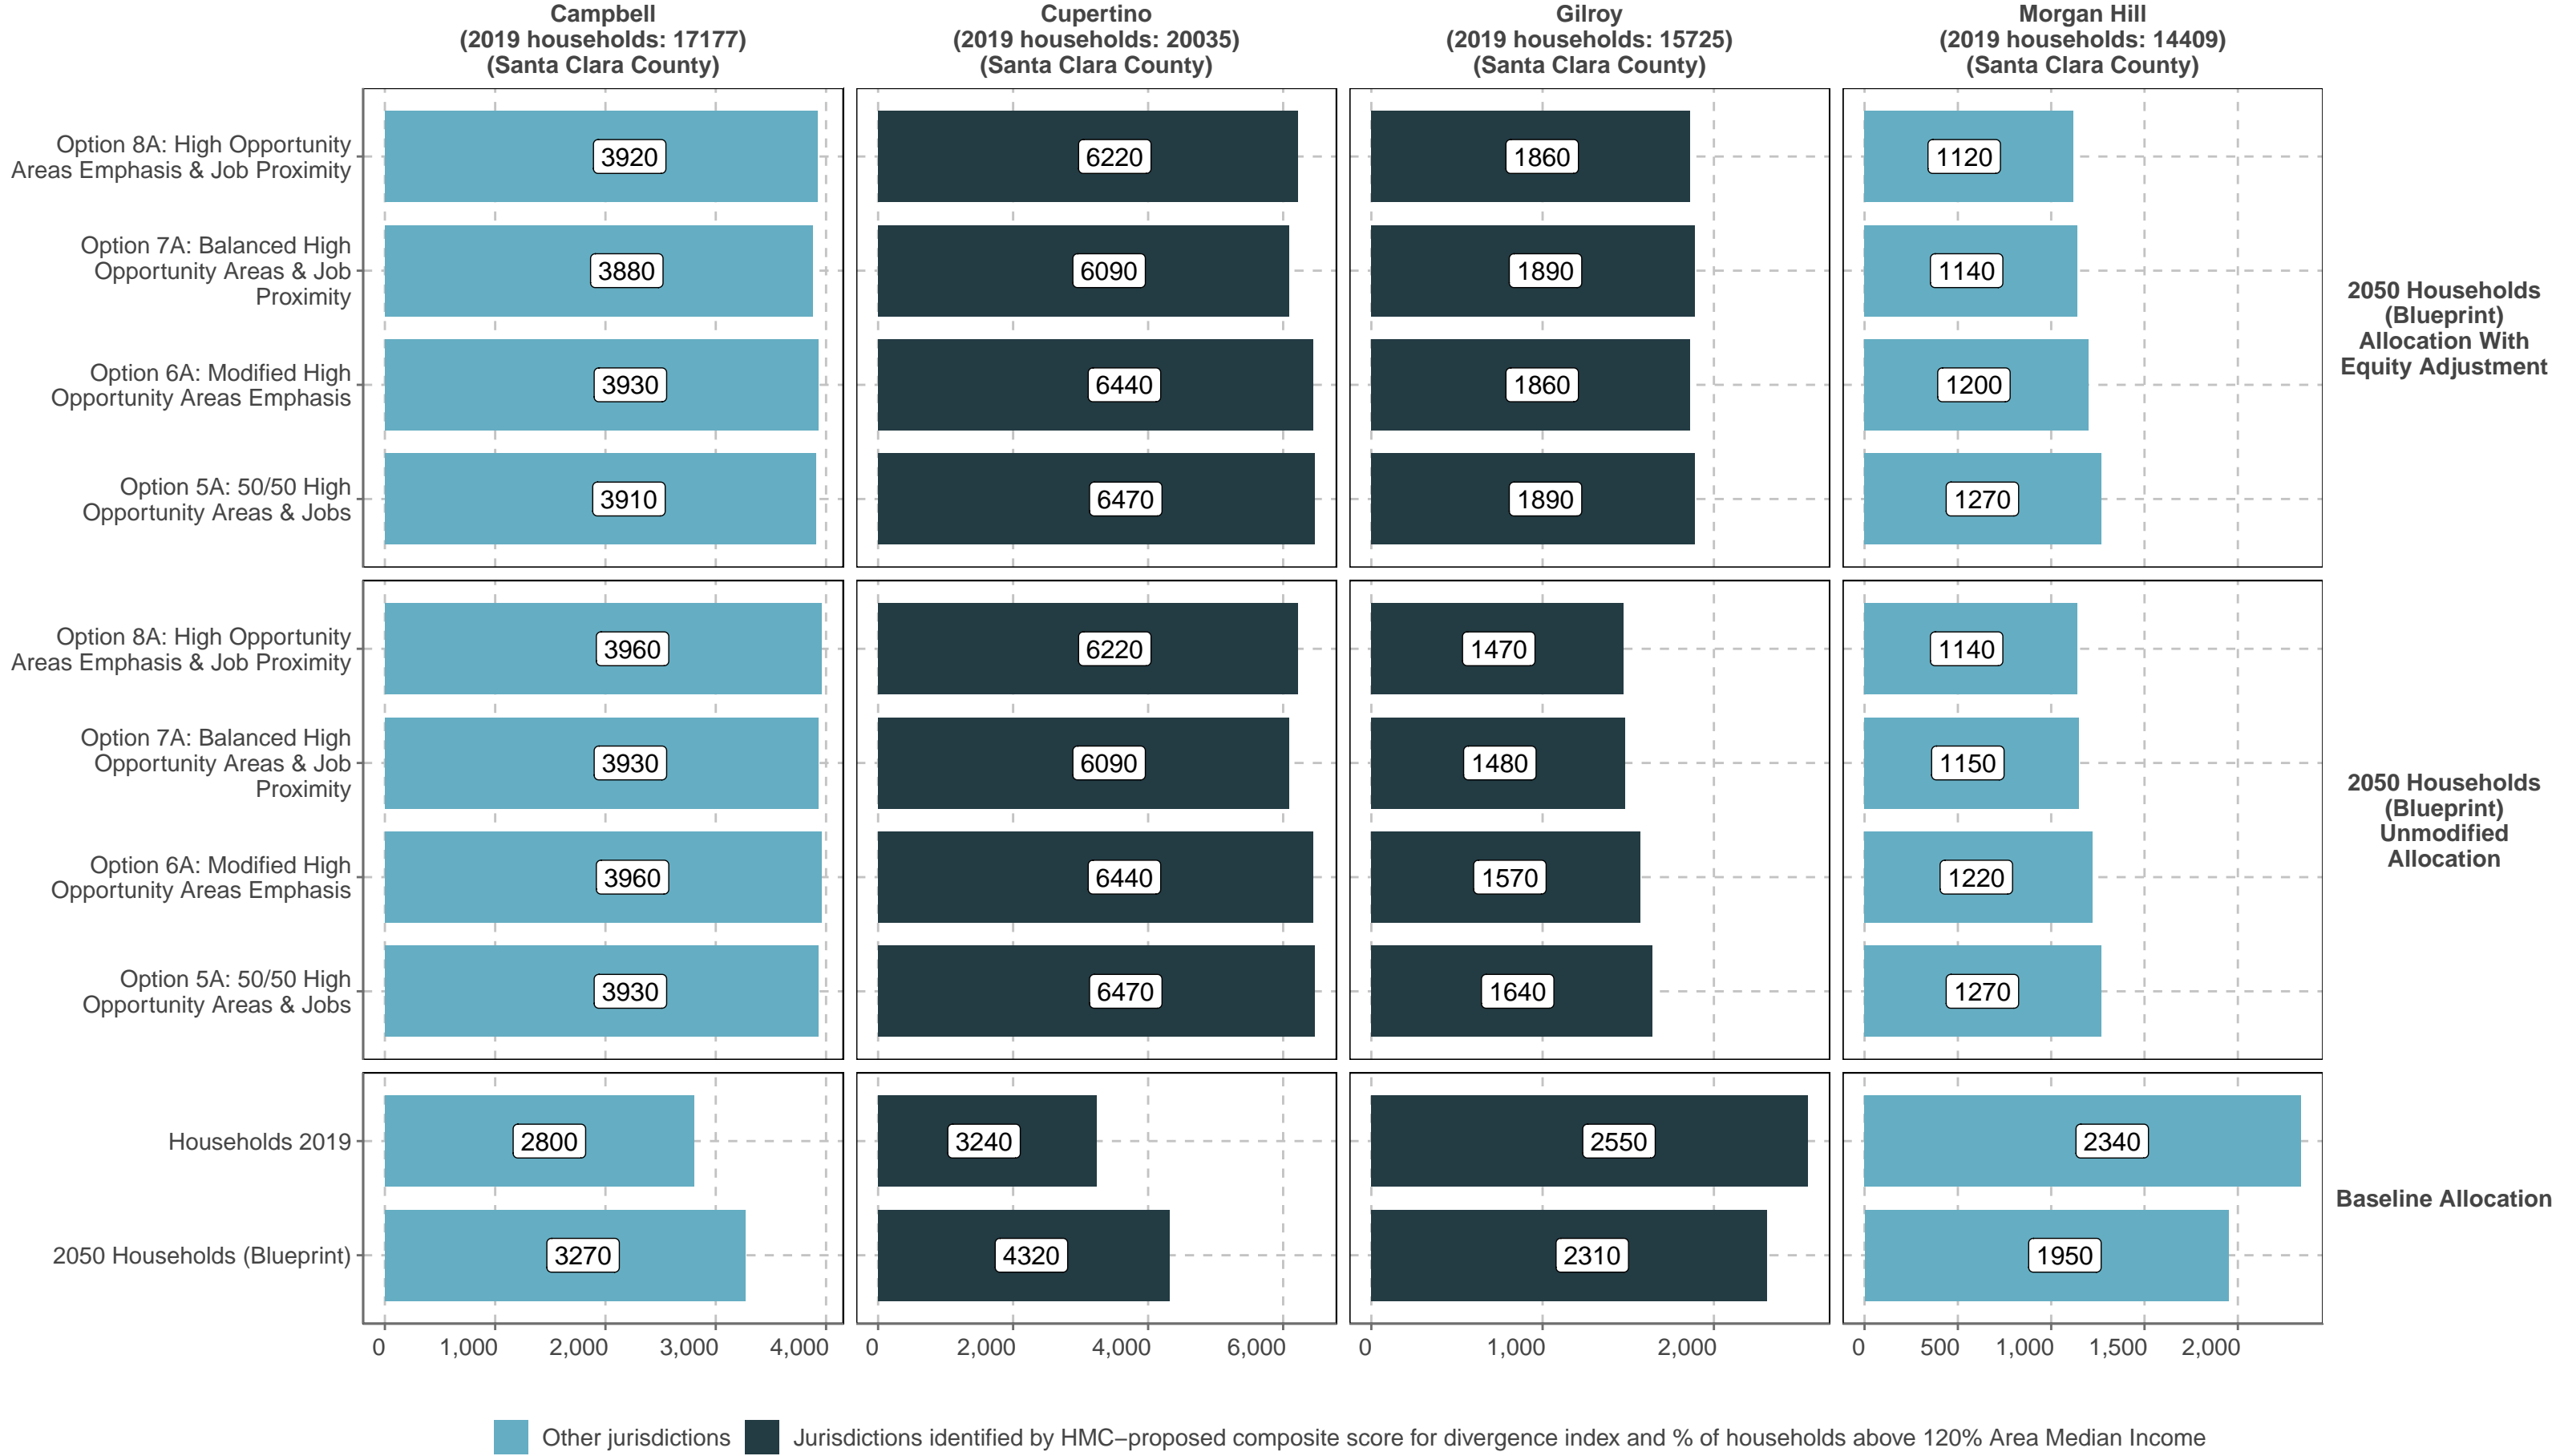 Campbell
(2019 households: 17177)
(Santa Clara County)
Cupertino
(2019 households: 20035)
(Santa Clara County)
Gilroy
(2019 households: 15725)
(Santa Clara County)
Morgan Hill
(2019 households: 14409)
(Santa Clara County)
Option 8A: High Opportunity
Areas Emphasis & Job Proximity
3920
6220
1860
1120
Option 7A: Balanced High
Opportunity Areas & Job
Proximity
3880
6090
1890
1140
Option 6A: Modified High
Opportunity Areas Emphasis
3930
6440
1860
1200
Option 5A: 50/50 High
Opportunity Areas & Jobs
3910
6470
1890
1270
2050 Households
(Blueprint)
Allocation With
Equity Adjustment
Option 8A: High Opportunity
Areas Emphasis & Job Proximity
3960
6220
1470
1140
Option 7A: Balanced High
Opportunity Areas & Job
Proximity
3930
6090
1480
1150
Option 6A: Modified High
Opportunity Areas Emphasis
3960
6440
1570
1220
Option 5A: 50/50 High
Opportunity Areas & Jobs
3930
6470
1640
1270
2050 Households
(Blueprint)
Unmodified
Allocation
Households 2019
2800
3240
2550
2340
2050 Households (Blueprint)
3270
4320
2310
1950
Baseline Allocation
0 1,000 2,000 3,000 4,000
0 2,000 4,000 6,000
0 1,000 2,000
0 500 1,000 1,500 2,000
Other jurisdictions
Jurisdictions identified by HMC−proposed composite score for divergence index and % of households above 120% Area Median Income